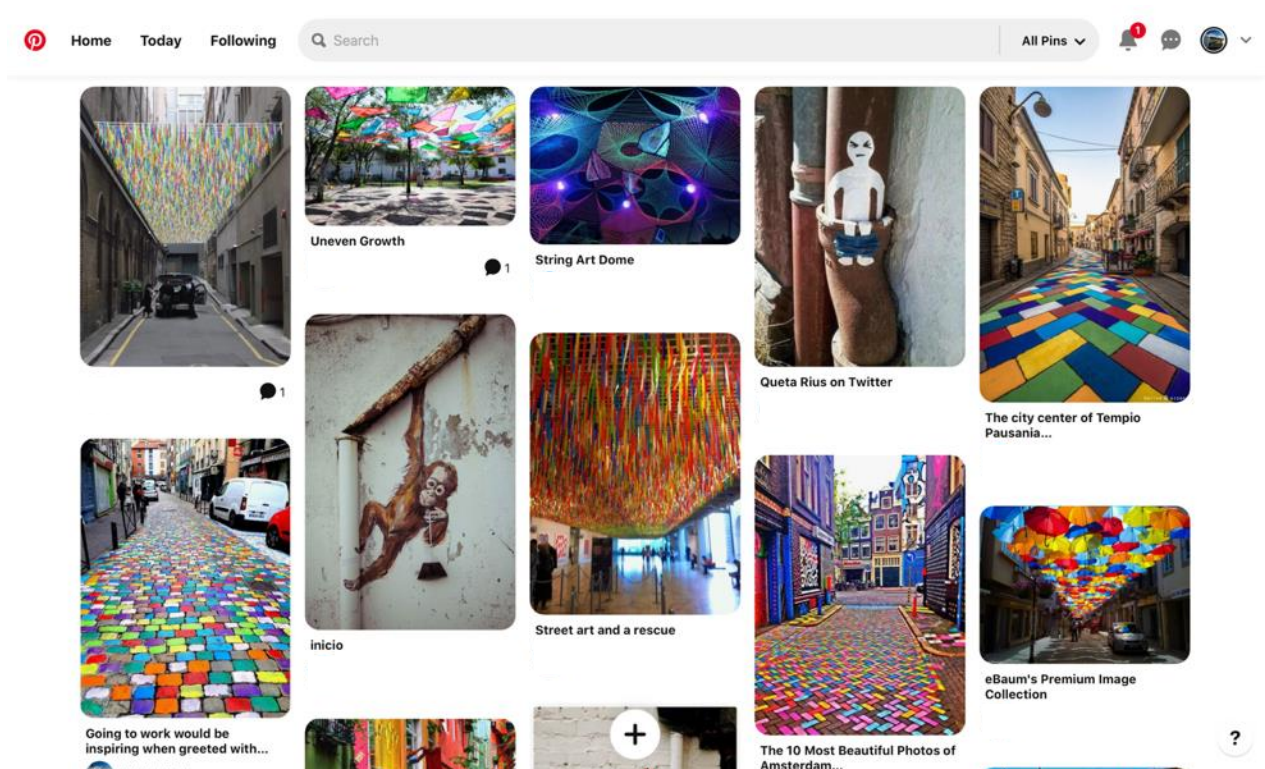 Home
Today
Following
Search
All Pins
1
Uneven Growth
1
String Art Dome
Queta Rius on Twitter
The city center of Tempio
Pausania...
1
inicio
Street art and a rescue
eBaum's Premium Image
Collection
Going to work would be
inspiring when greeted with...
+
The 10 Most Beautiful Photos of
Amsterdam...
?